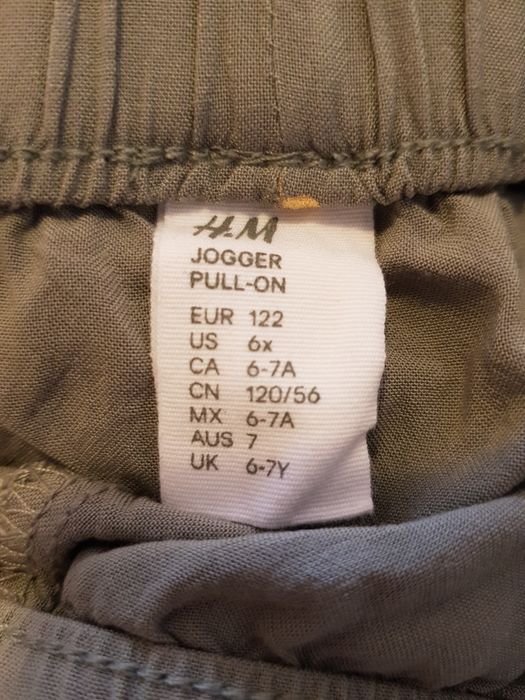 H&M
JOGGER
PULL-ON
EUR 122
US 6x
CA 6-7A
CN 120/56
MX 6-7A
AUS 7
UK 6-7Y